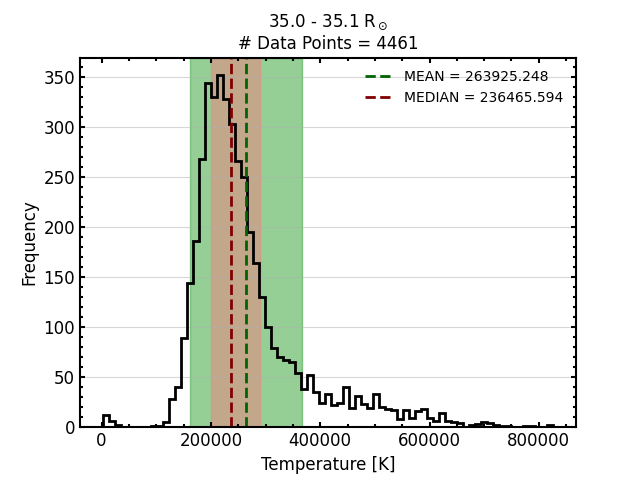 35.0 - 35.1 R⊙
# Data Points = 4461
MEAN = 263925.248
MEDIAN = 236465.594
Frequency
350
300
250
200
150
100
50
0
0 200000 400000 600000 800000
Temperature [K]